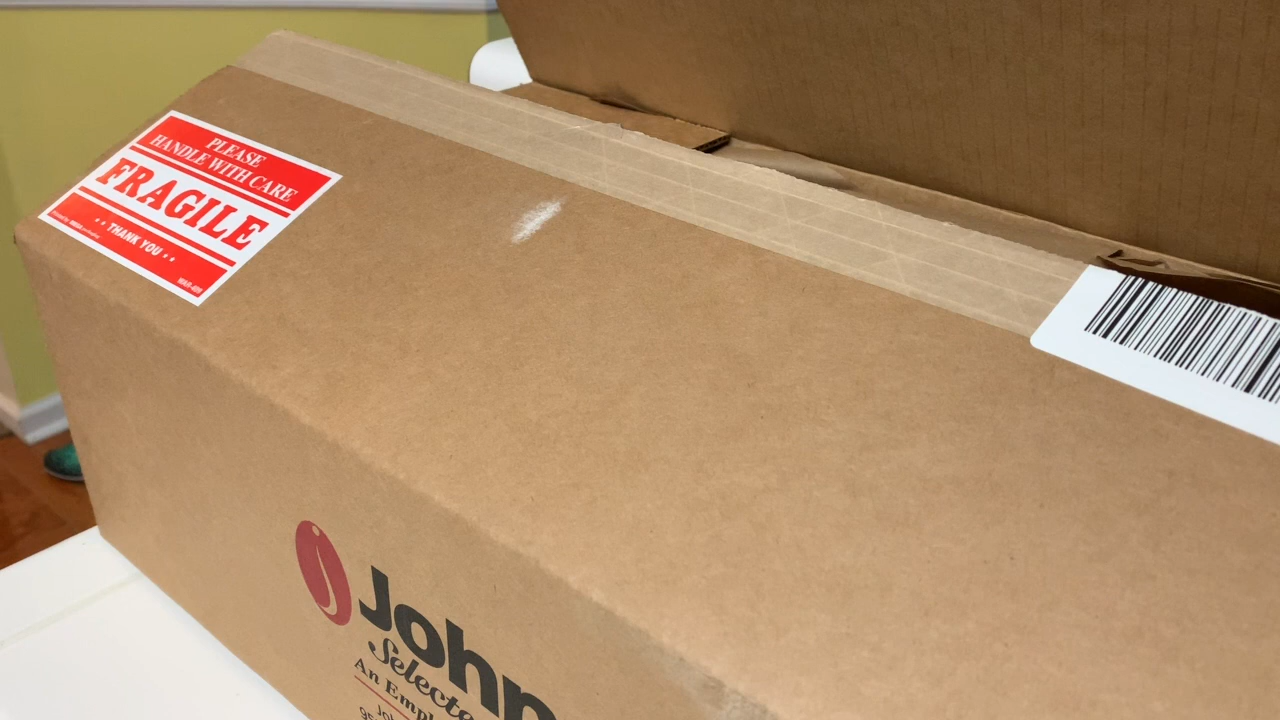 PLEASE
HANDLE WITH CARE
FRAGILE
THANK YOU
John
Selecte
An Empl